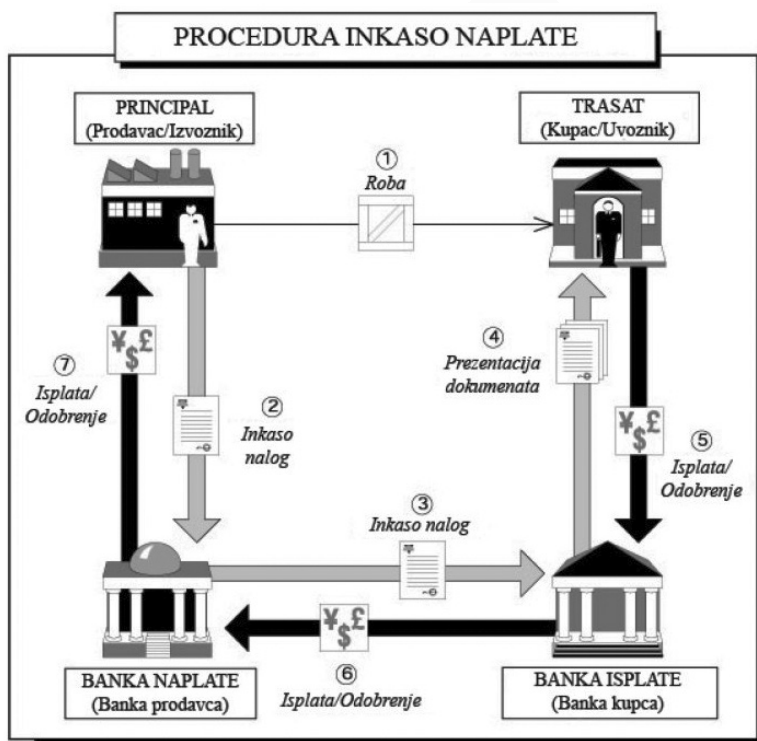 PROCEDURA INKASO NAPLATE
PRINCIPAL
(Prodavac/Izvoznik)
TRASAT
(Kupac/Uvoznik)
①
Roba
¥$£
⑦
Isplata/
Odobrenje
②
Inkaso
nalog
④
Prezentacija
dokumenata
¥$£
⑤
Isplata/
Odobrenje
③
Inkaso nalog
¥$£
⑥
Isplata/Odobrenje
BANKA NAPLATE
(Banka prodavca)
BANKA ISPLATE
(Banka kupca)